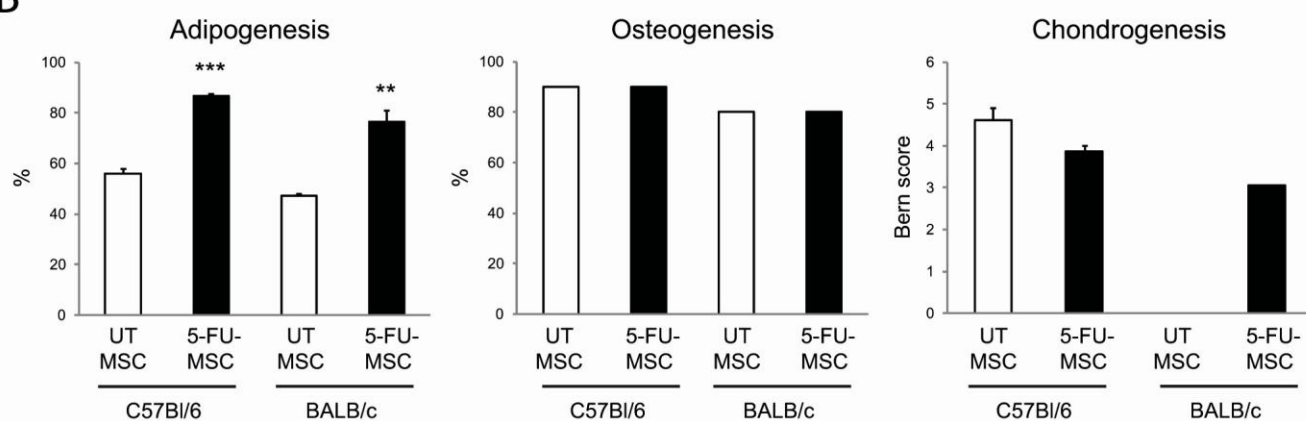 B
Adipogenesis
%
100
80
60
40
20
0
***
**
UT MSC
5-FU-MSC
UT MSC
5-FU-MSC
C57Bl/6
BALB/c
Osteogenesis
%
100
80
60
40
20
0
UT MSC
5-FU-MSC
UT MSC
5-FU-MSC
C57Bl/6
BALB/c
Chondrogenesis
Bern score
6
5
4
3
2
1
0
UT MSC
5-FU-MSC
UT MSC
5-FU-MSC
C57Bl/6
BALB/c